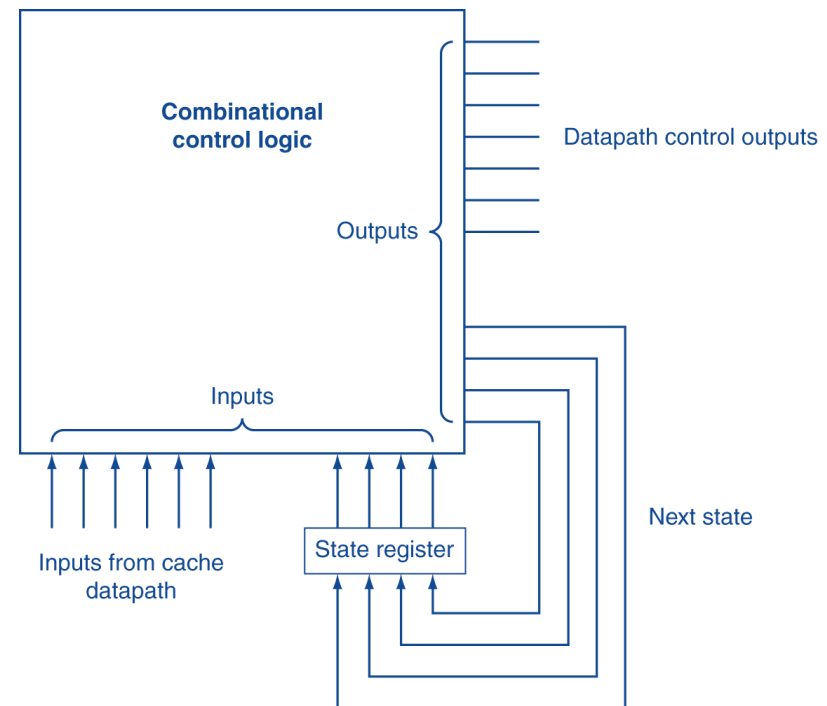 Combinational
control logic
Datapath control outputs
Outputs
Inputs
Next state
State register
Inputs from cache
datapath